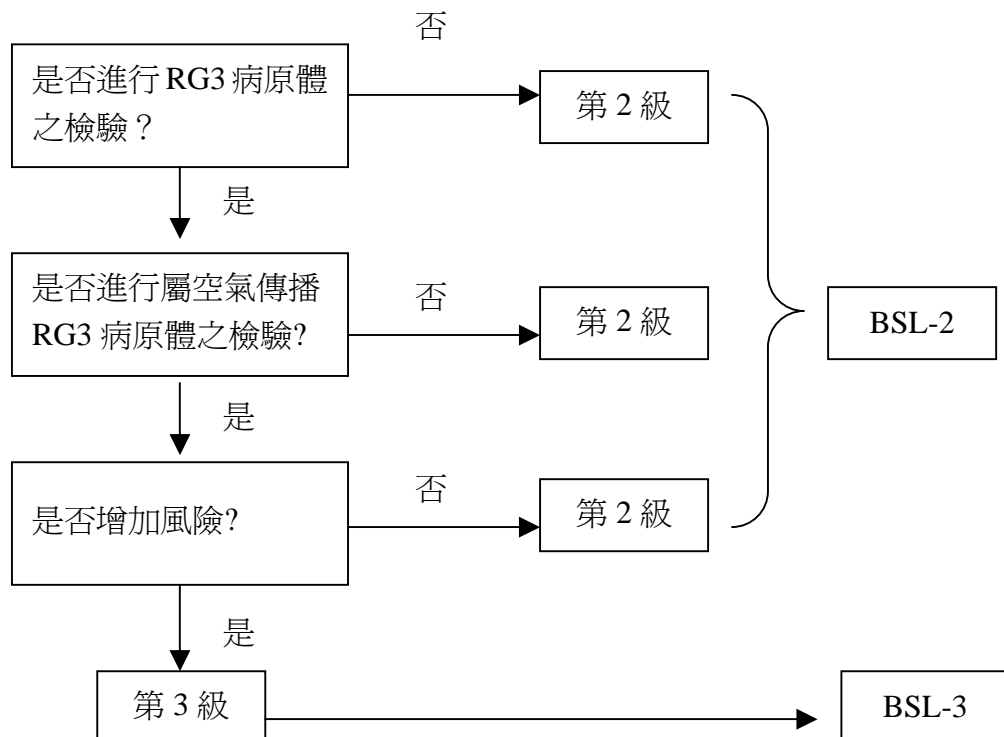 否
是否進行 RG3 病原體
之檢驗？
第 2 級
是
是否進行屬空氣傳播
RG3 病原體之檢驗?
否
第 2 級
BSL-2
是
是否增加風險?
否
第 2 級
是
第 3 級
BSL-3